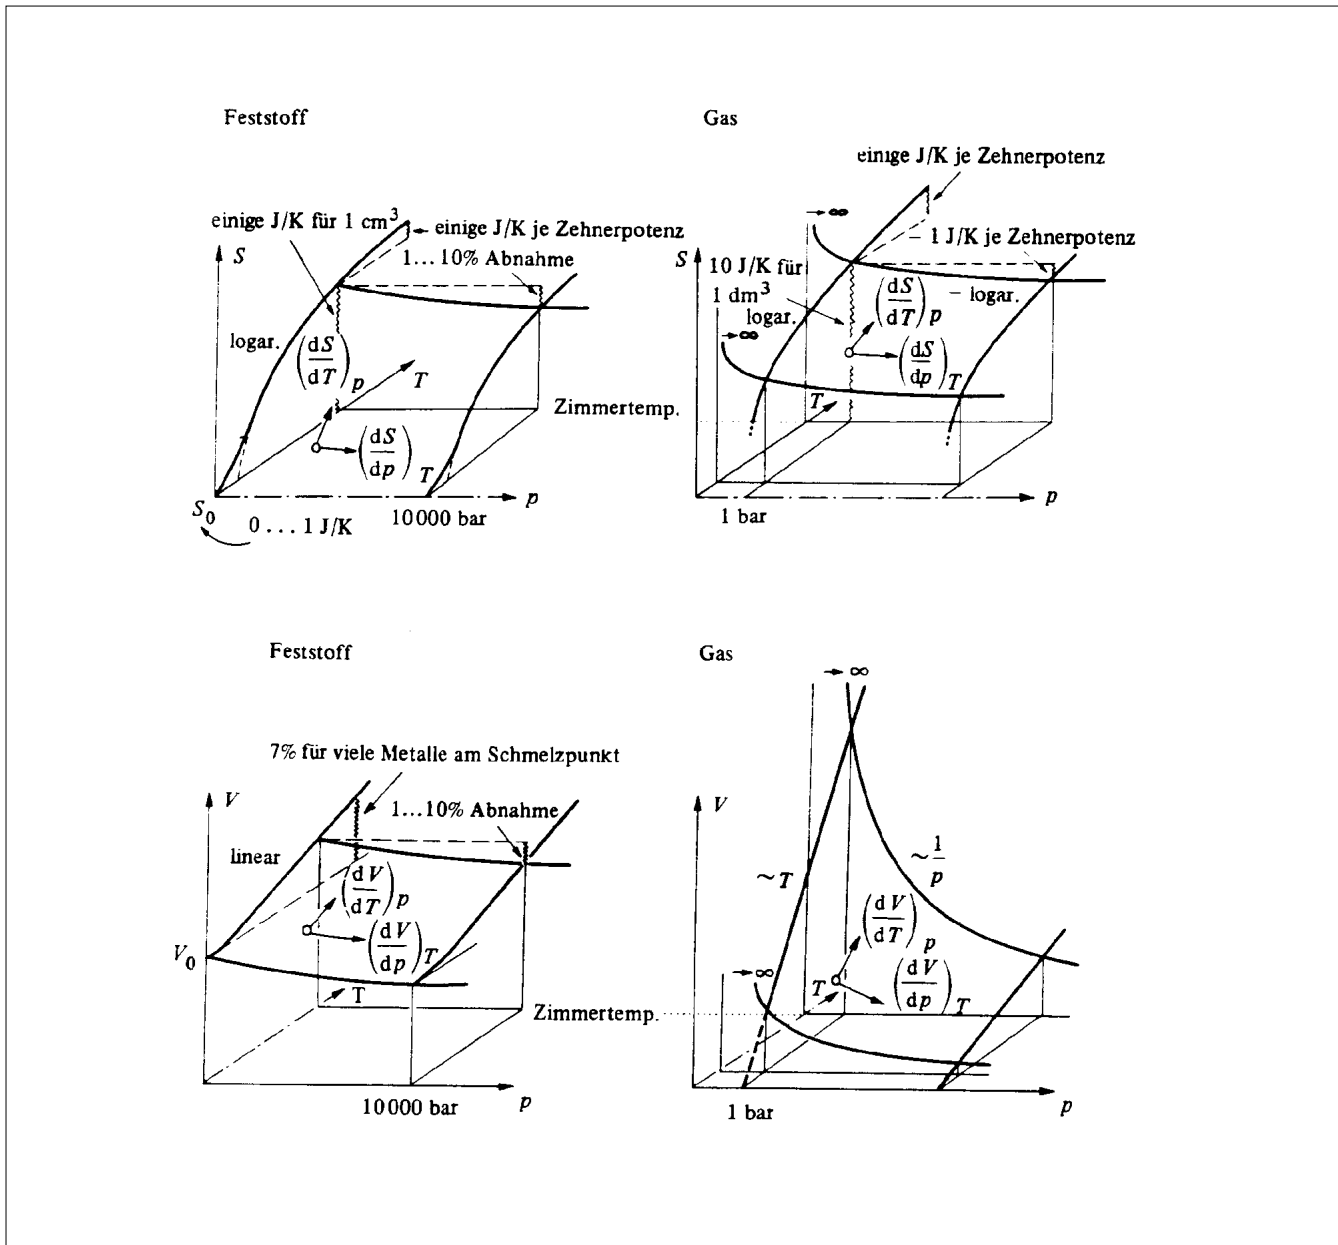 Feststoff
einige J/K für 1 cm³
einige J/K je Zehnerpotenz
1...10% Abnahme
S
logar.
(dS/dT)p
T
(dS/dp)T
S₀
0 . . . 1 J/K
10000 bar
p
Zimmertemp.
Gas
einige J/K je Zehnerpotenz
→ ∞
– 1 J/K je Zehnerpotenz
S
10 J/K für
1 dm³
logar.
(dS/dT)p
– logar.
→ ∞
(dS/dp)T
T
1 bar
p
Feststoff
7% für viele Metalle am Schmelzpunkt
1...10% Abnahme
V
linear
(dV/dT)p
(dV/dp)T
V₀
T
10000 bar
p
Zimmertemp.
Gas
→ ∞
V
~ 1/p
~ T
(dV/dT)p
→ ∞
T
(dV/dp)T
1 bar
p